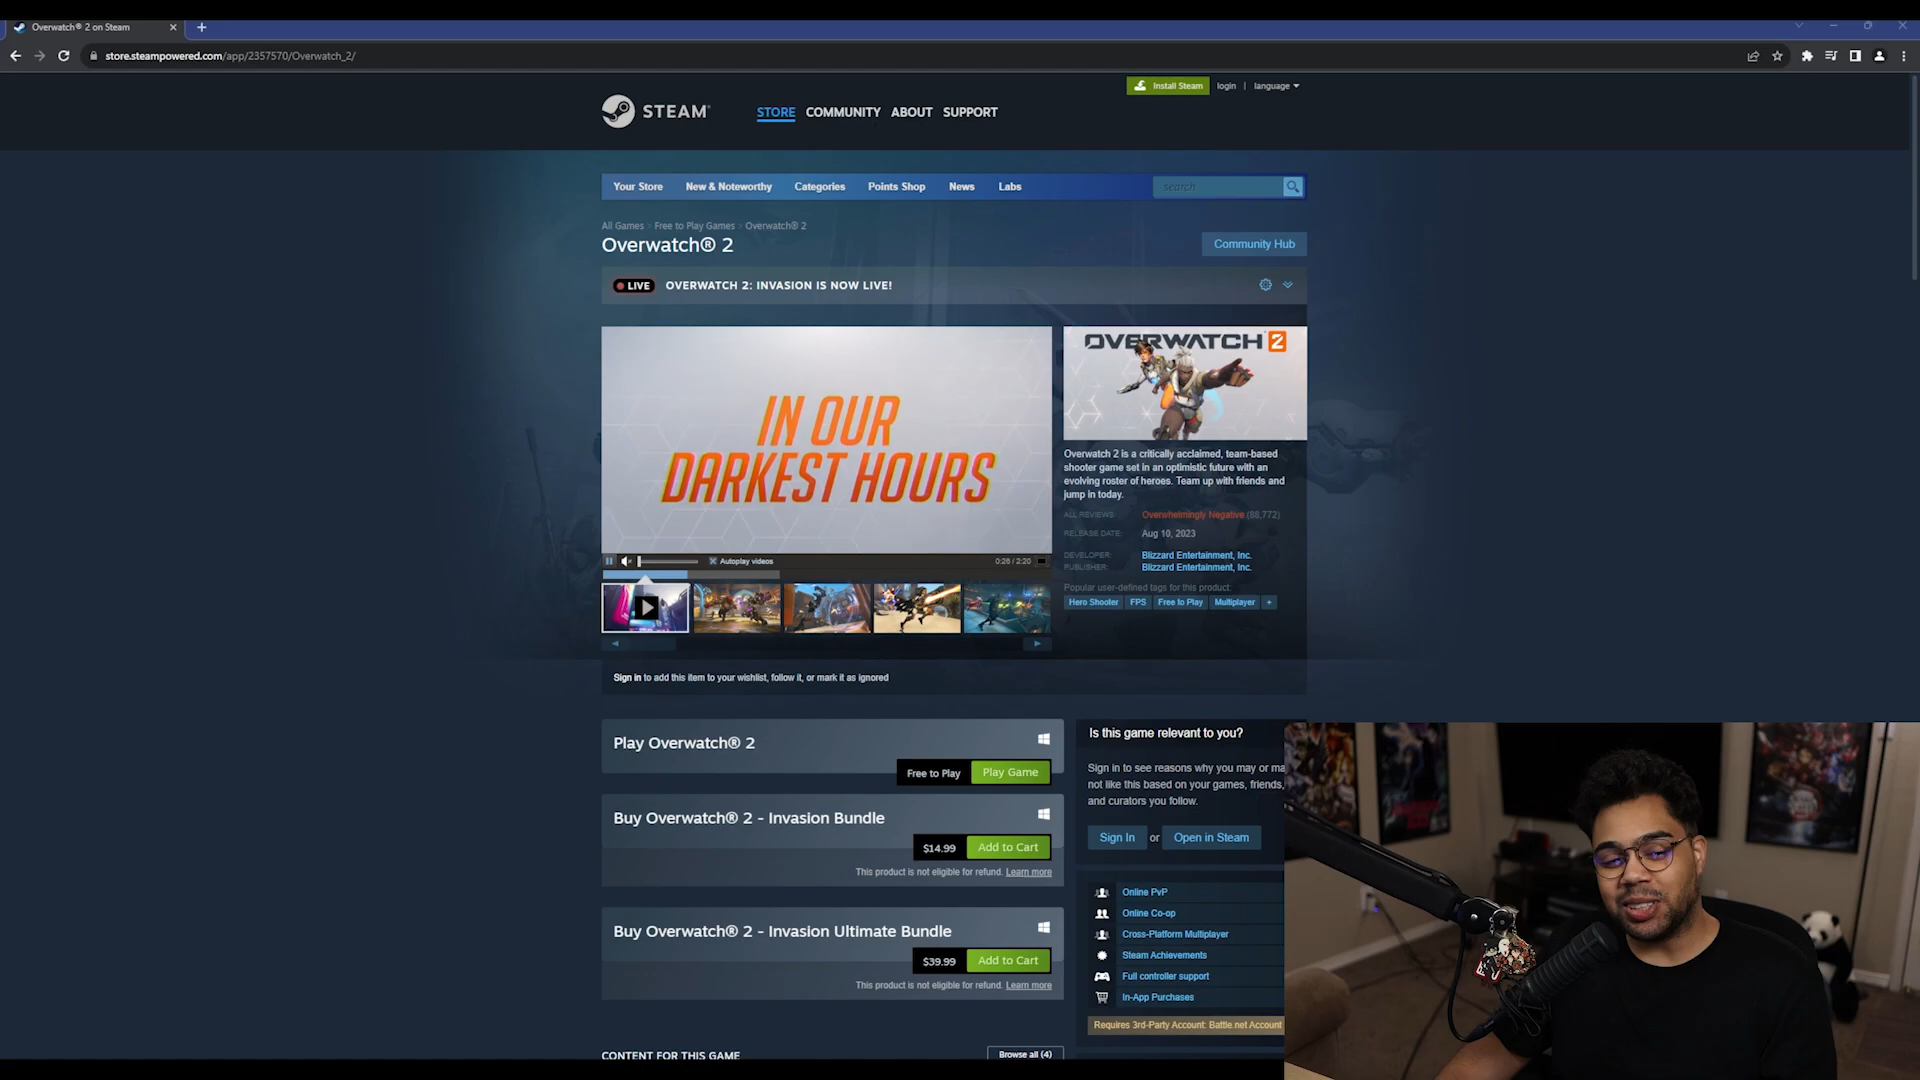 Overwatch® 2 on Steam
store.steampowered.com/app/2357570/Overwatch_2/
Install Steam login | language
STEAM® STORE COMMUNITY ABOUT SUPPORT
Your Store New & Noteworthy Categories Points Shop News Labs search
All Games > Free to Play Games > Overwatch® 2
Overwatch® 2
Community Hub
LIVE OVERWATCH 2: INVASION IS NOW LIVE!
IN OUR
DARKEST HOURS
OVERWATCH 2
Overwatch 2 is a critically acclaimed, team-based
shooter game set in an optimistic future with an
evolving roster of heroes. Team up with friends and
jump in today.
ALL REVIEWS: Overwhelmingly Negative (88,772)
RELEASE DATE: Aug 10, 2023
DEVELOPER: Blizzard Entertainment, Inc.
PUBLISHER: Blizzard Entertainment, Inc.
Popular user-defined tags for this product:
Hero Shooter FPS Free to Play Multiplayer +
Autoplay videos 0:26 / 2:20
Sign in to add this item to your wishlist, follow it, or mark it as ignored
Play Overwatch® 2
Free to Play Play Game
Buy Overwatch® 2 - Invasion Bundle
$14.99 Add to Cart
This product is not eligible for refund. Learn more
Buy Overwatch® 2 - Invasion Ultimate Bundle
$39.99 Add to Cart
This product is not eligible for refund. Learn more
CONTENT FOR THIS GAME Browse all (4)
Is this game relevant to you?
Sign in to see reasons why you may or ma
not like this based on your games, friends,
and curators you follow.
Sign In or Open in Steam
Online PvP
Online Co-op
Cross-Platform Multiplayer
Steam Achievements
Full controller support
In-App Purchases
Requires 3rd-Party Account: Battle.net Account